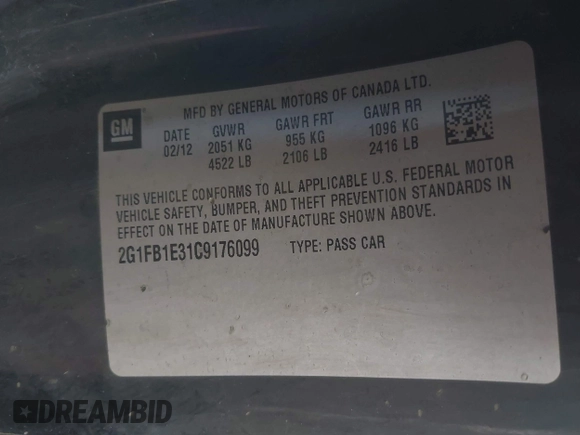 MFD BY GENERAL MOTORS OF CANADA LTD.
GM
DATE GVWR GAWR FRT GAWR RR
02/12 2051 KG 955 KG 1096 KG
4522 LB 2106 LB 2416 LB
THIS VEHICLE CONFORMS TO ALL APPLICABLE U.S. FEDERAL MOTOR
VEHICLE SAFETY, BUMPER, AND THEFT PREVENTION STANDARDS IN
EFFECT ON THE DATE OF MANUFACTURE SHOWN ABOVE.
2G1FB1E31C9176099 TYPE: PASS CAR
DREAMBID